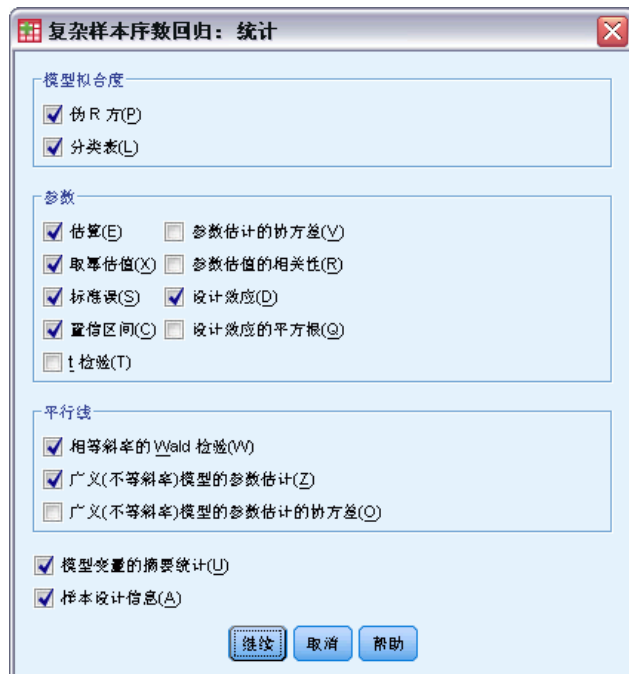 复杂样本序数回归：统计
模型拟合度
伪 R 方(P)
分类表(L)
参数
估算(E) 参数估计的协方差(V)
取幂估值(X) 参数估值的相关性(R)
标准误(S) 设计效应(D)
置信区间(C) 设计效应的平方根(Q)
t 检验(T)
平行线
相等斜率的 Wald 检验(W)
广义(不等斜率)模型的参数估计(Z)
广义(不等斜率)模型的参数估计的协方差(O)
模型变量的摘要统计(U)
样本设计信息(A)
继续 取消 帮助